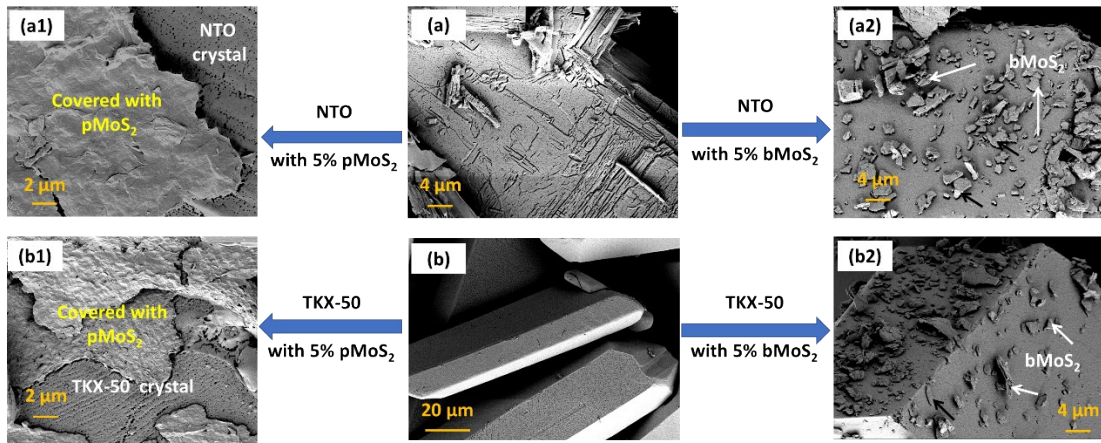 (a1)
NTO
crystal
Covered with
pMoS₂
2 μm
NTO
with 5% pMoS₂
(a)
4 μm
NTO
with 5% bMoS₂
(a2)
bMoS₂
4 μm
(b1)
Covered with
pMoS₂
TKX-50 crystal
2 μm
TKX-50
with 5% pMoS₂
(b)
20 μm
TKX-50
with 5% bMoS₂
(b2)
bMoS₂
4 μm